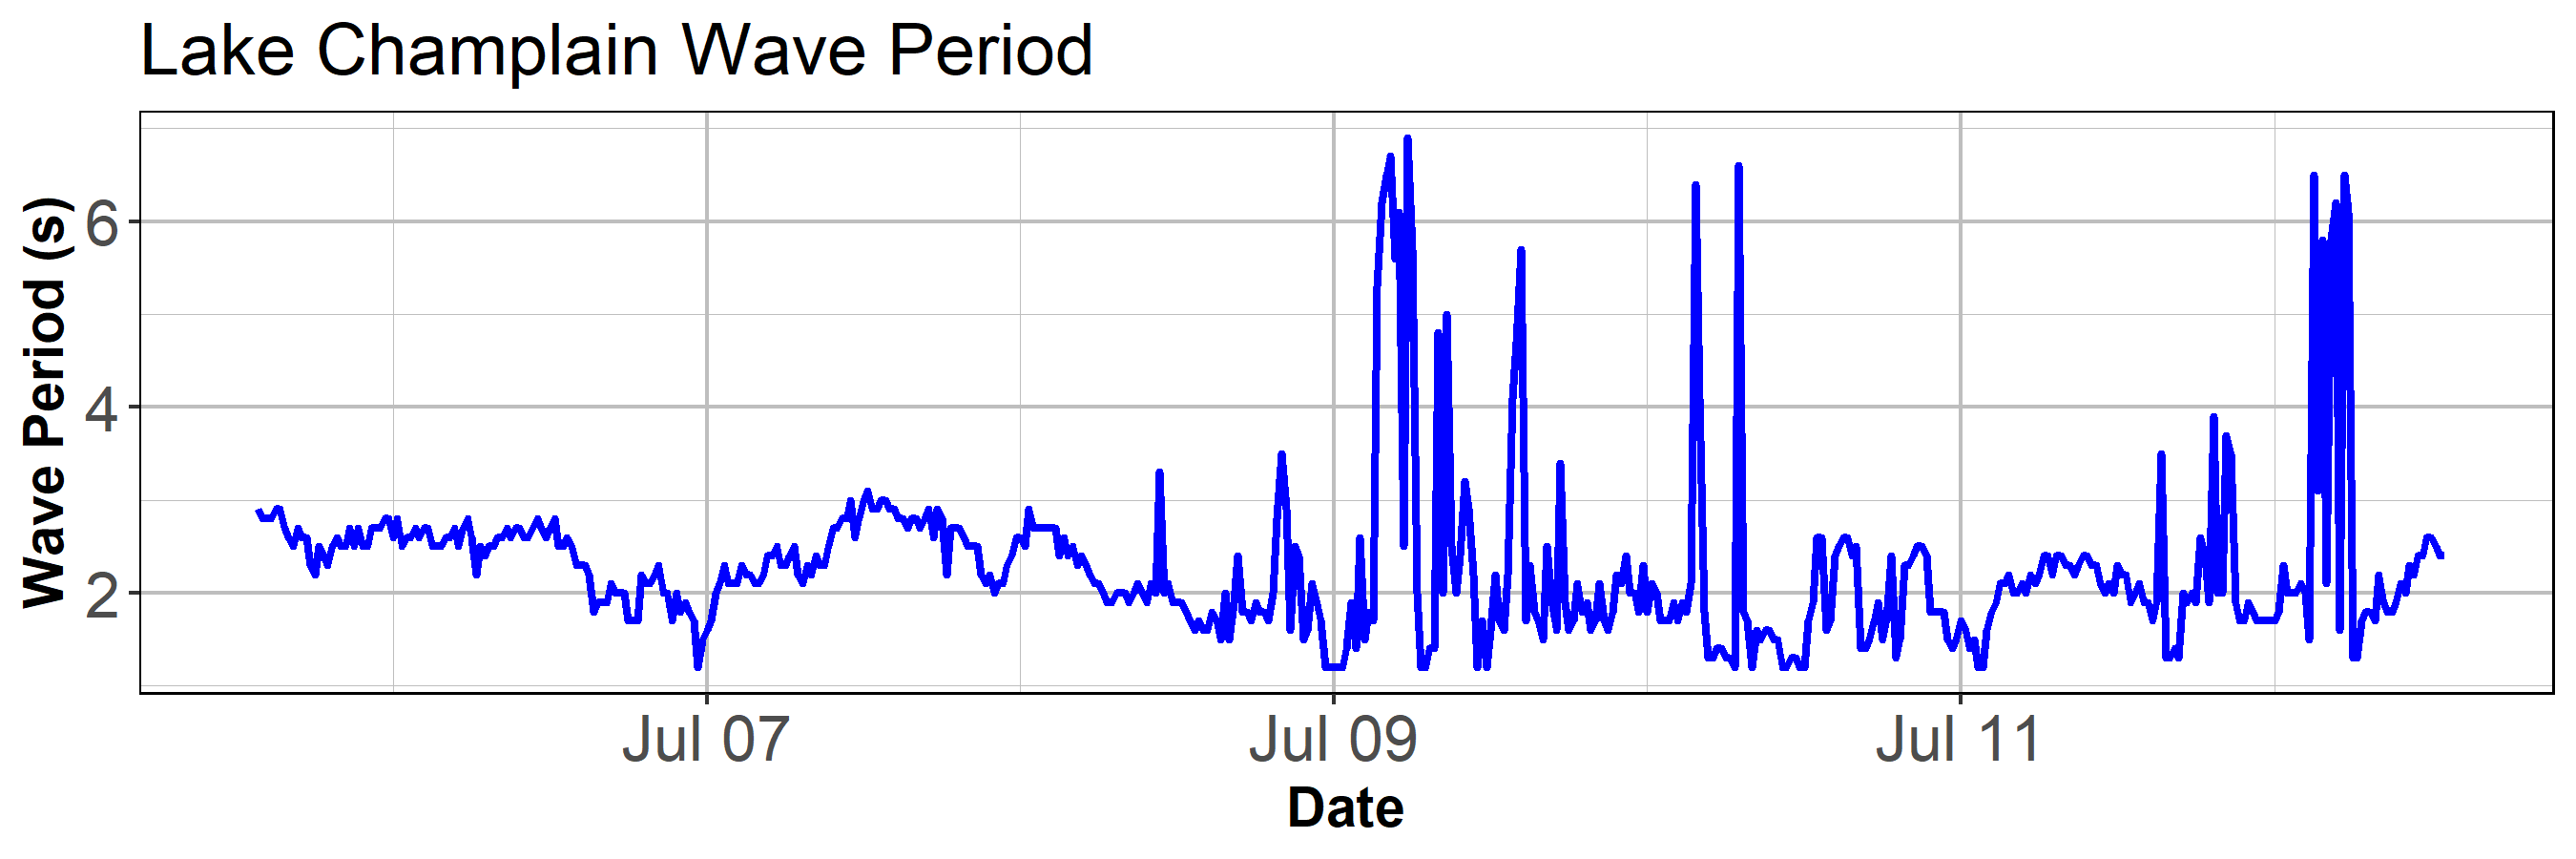 Lake Champlain Wave Period
Wave Period (s)
6
4
2
Jul 07 Jul 09 Jul 11
Date